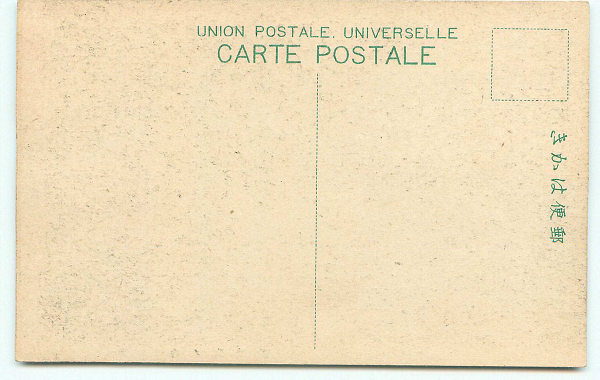 UNION POSTALE. UNIVERSELLE
CARTE POSTALE
郵便はかき